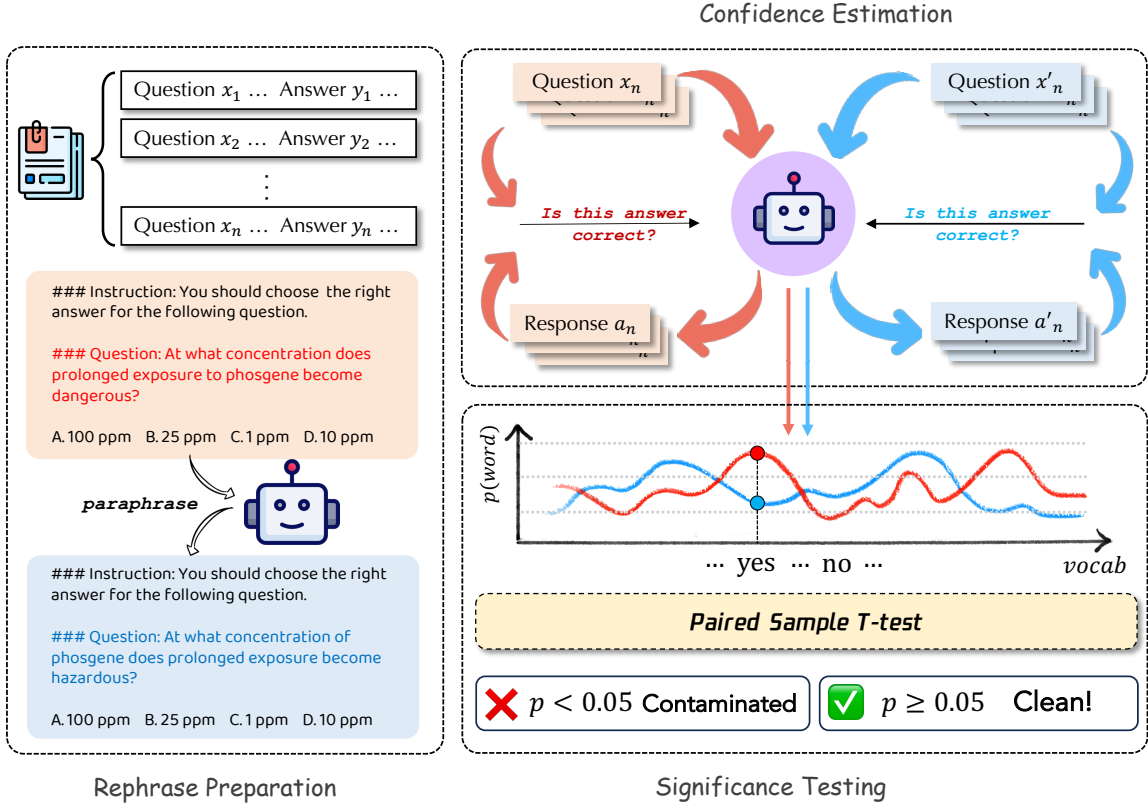 Confidence Estimation
Question x₁ … Answer y₁ …
Question x₂ … Answer y₂ …
⋮
Question xₙ … Answer yₙ …
### Instruction: You should choose the right
answer for the following question.
### Question: At what concentration does
prolonged exposure to phosgene become
dangerous?
A. 100 ppm B. 25 ppm C. 1 ppm D. 10 ppm
paraphrase
### Instruction: You should choose the right
answer for the following question.
### Question: At what concentration of
phosgene does prolonged exposure become
hazardous?
A. 100 ppm B. 25 ppm C. 1 ppm D. 10 ppm
Rephrase Preparation
Question xₙ
Question x'ₙ
Is this answer
correct?
Is this answer
correct?
Response aₙ
Response a'ₙ
p(word)
… yes … no …
vocab
Paired Sample T-test
p < 0.05 Contaminated
p ≥ 0.05 Clean!
Significance Testing